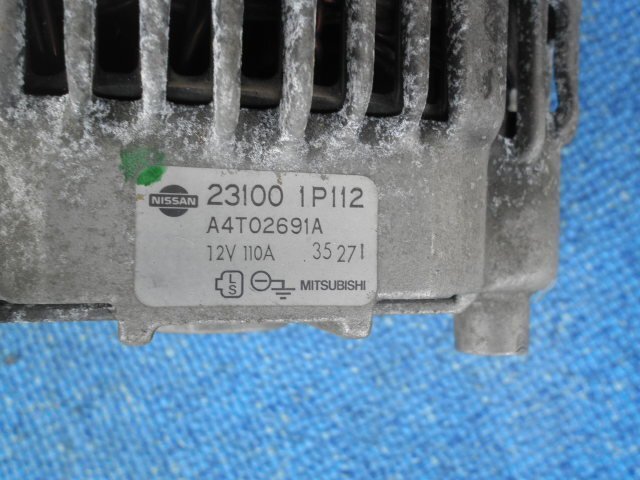 NISSAN 23100 1P112
A4T02691A
12V 110A 35271
L
S
MITSUBISHI